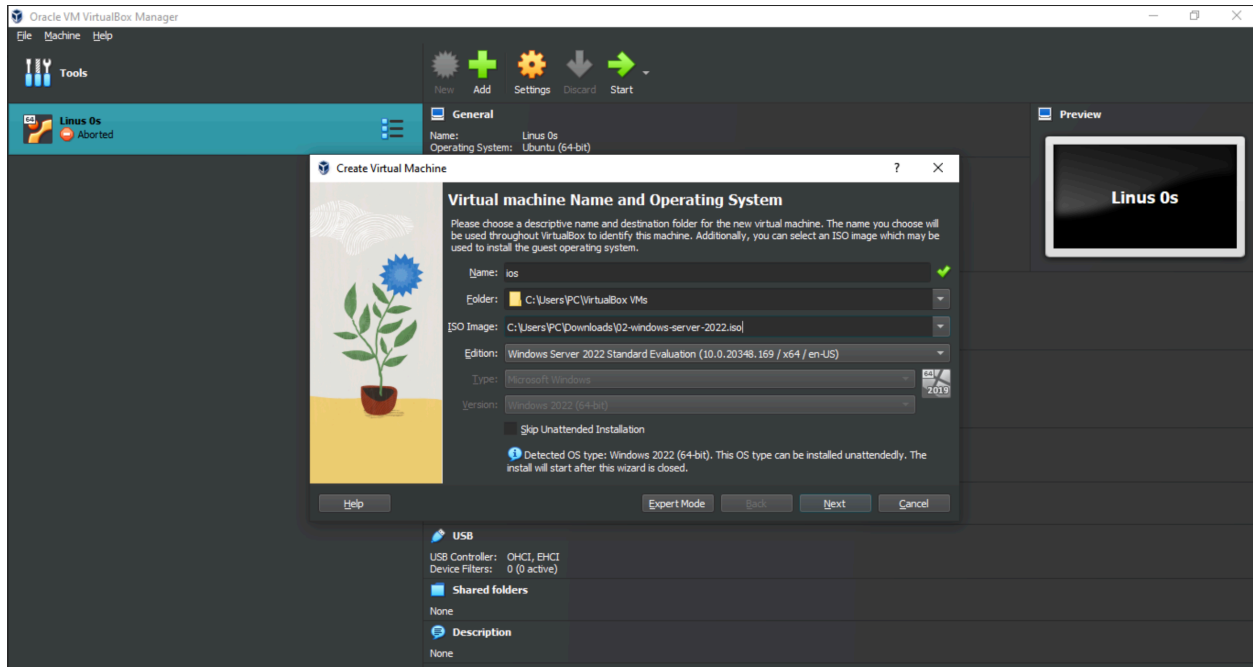 Oracle VM VirtualBox Manager
File Machine Help
Tools
New Add Settings Discard Start
64 Linus 0s
Aborted
General
Name: Linus 0s
Operating System: Ubuntu (64-bit)
Preview
Linus 0s
Create Virtual Machine ?
Virtual machine Name and Operating System
Please choose a descriptive name and destination folder for the new virtual machine. The name you choose will
be used throughout VirtualBox to identify this machine. Additionally, you can select an ISO image which may be
used to install the guest operating system.
Name: ios
Folder: C:\Users\PC\VirtualBox VMs
ISO Image: C:\Users\PC\Downloads\02-windows-server-2022.iso
Edition: Windows Server 2022 Standard Evaluation (10.0.20348.169 / x64 / en-US)
Type: Microsoft Windows
64
2019
Version: Windows 2022 (64-bit)
Skip Unattended Installation
Detected OS type: Windows 2022 (64-bit). This OS type can be installed unattendedly. The
install will start after this wizard is closed.
Help Expert Mode Back Next Cancel
USB
USB Controller: OHCI, EHCI
Device Filters: 0 (0 active)
Shared folders
None
Description
None